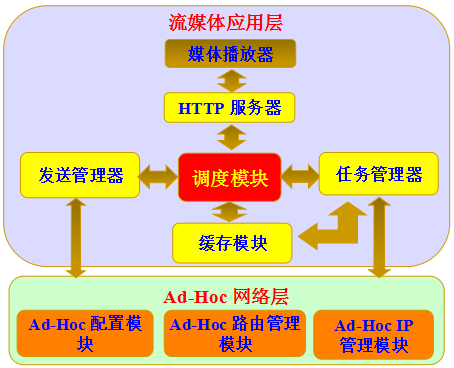 流媒体应用层
媒体播放器
HTTP 服务器
发送管理器
调度模块
任务管理器
缓存模块
Ad-Hoc 网络层
Ad-Hoc 配置模
块
Ad-Hoc 路由管理
模块
Ad-Hoc IP
管理模块